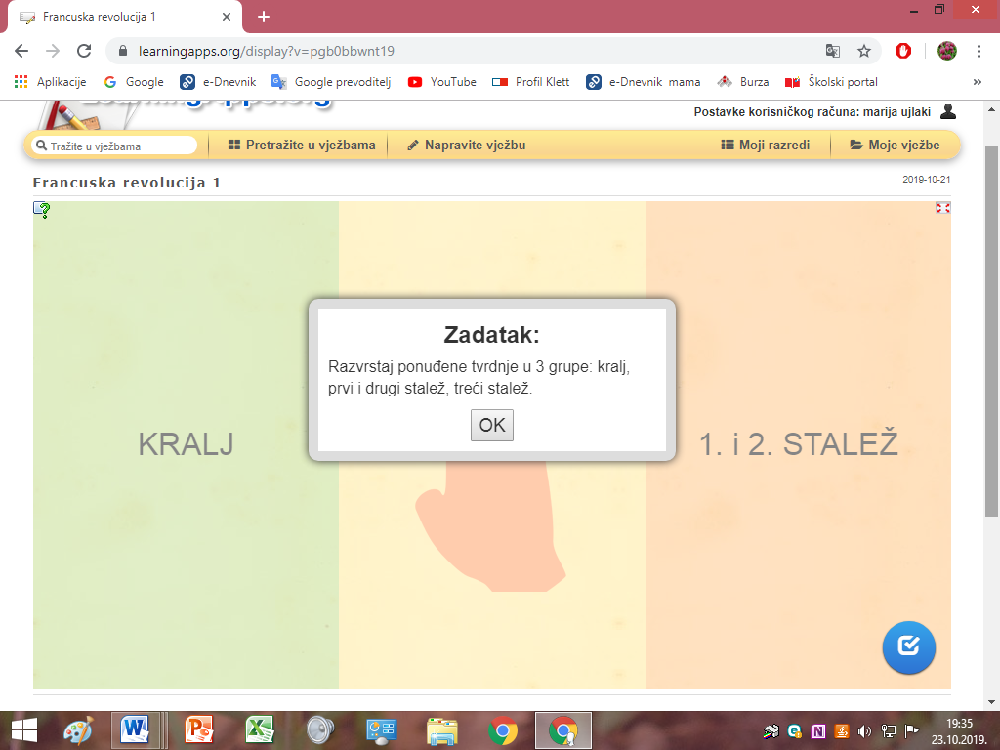 Francuska revolucija 1
learningapps.org/display?v=pgb0bbwnt19
Aplikacije
Google
e-Dnevnik
Google prevoditelj
YouTube
Profil Klett
e-Dnevnik mama
Burza
Školski portal
»
LearningApps.org
Postavke korisničkog računa: marija ujlaki
Tražite u vježbama
Pretražite u vježbama
Napravite vježbu
Moji razredi
Moje vježbe
Francuska revolucija 1
2019-10-21
Zadatak:
Razvrstaj ponuđene tvrdnje u 3 grupe: kralj,
prvi i drugi stalež, treći stalež.
OK
KRALJ
1. i 2. STALEŽ
19:35
23.10.2019.